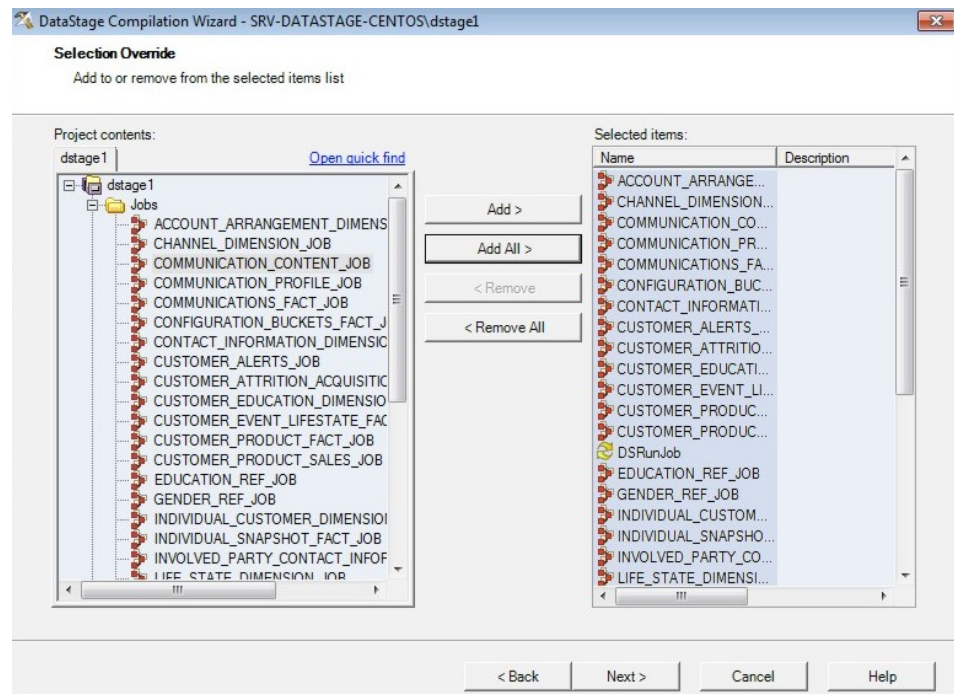 DataStage Compilation Wizard - SRV-DATASTAGE-CENTOS\dstage1
Selection Override
Add to or remove from the selected items list
Project contents:
dstage1
Open quick find
dstage1
Jobs
ACCOUNT_ARRANGEMENT_DIMENS
CHANNEL_DIMENSION_JOB
COMMUNICATION_CONTENT_JOB
COMMUNICATION_PROFILE_JOB
COMMUNICATIONS_FACT_JOB
CONFIGURATION_BUCKETS_FACT_J
CONTACT_INFORMATION_DIMENSIC
CUSTOMER_ALERTS_JOB
CUSTOMER_ATTRITION_ACQUISITIC
CUSTOMER_EDUCATION_DIMENSIO
CUSTOMER_EVENT_LIFESTATE_FAC
CUSTOMER_PRODUCT_FACT_JOB
CUSTOMER_PRODUCT_SALES_JOB
EDUCATION_REF_JOB
GENDER_REF_JOB
INDIVIDUAL_CUSTOMER_DIMENSIOI
INDIVIDUAL_SNAPSHOT_FACT_JOB
INVOLVED_PARTY_CONTACT_INFOF
LIFE_STATE_DIMENSION_JOB
Add >
Add All >
< Remove
< Remove All
Selected items:
Name Description
ACCOUNT_ARRANGE...
CHANNEL_DIMENSION...
COMMUNICATION_CO...
COMMUNICATION_PR...
COMMUNICATIONS_FA...
CONFIGURATION_BUC...
CONTACT_INFORMATI...
CUSTOMER_ALERTS_...
CUSTOMER_ATTRITIO...
CUSTOMER_EDUCATI...
CUSTOMER_EVENT_LI...
CUSTOMER_PRODUC...
CUSTOMER_PRODUC...
DSRunJob
EDUCATION_REF_JOB
GENDER_REF_JOB
INDIVIDUAL_CUSTOM...
INDIVIDUAL_SNAPSHO...
INVOLVED_PARTY_CO...
LIFE_STATE_DIMENSI...
< Back
Next >
Cancel
Help